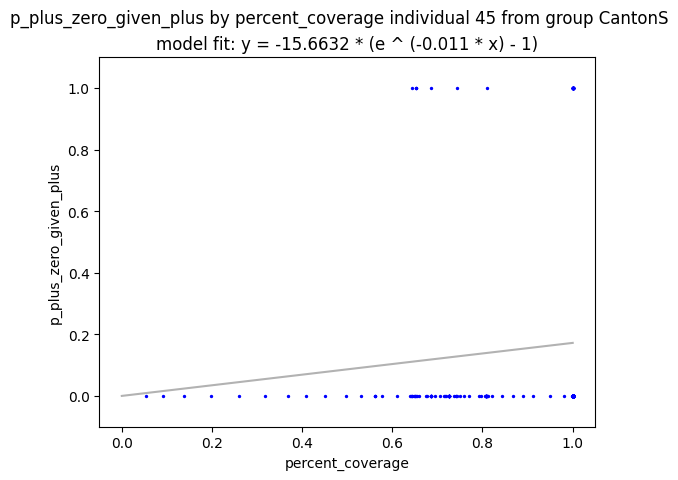 p_plus_zero_given_plus by percent_coverage individual 45 from group CantonS
model fit: y = -15.6632 * (e ^ (-0.011 * x) - 1)
1.0
0.8
0.6
0.4
0.2
0.0
p_plus_zero_given_plus
0.0 0.2 0.4 0.6 0.8 1.0
percent_coverage